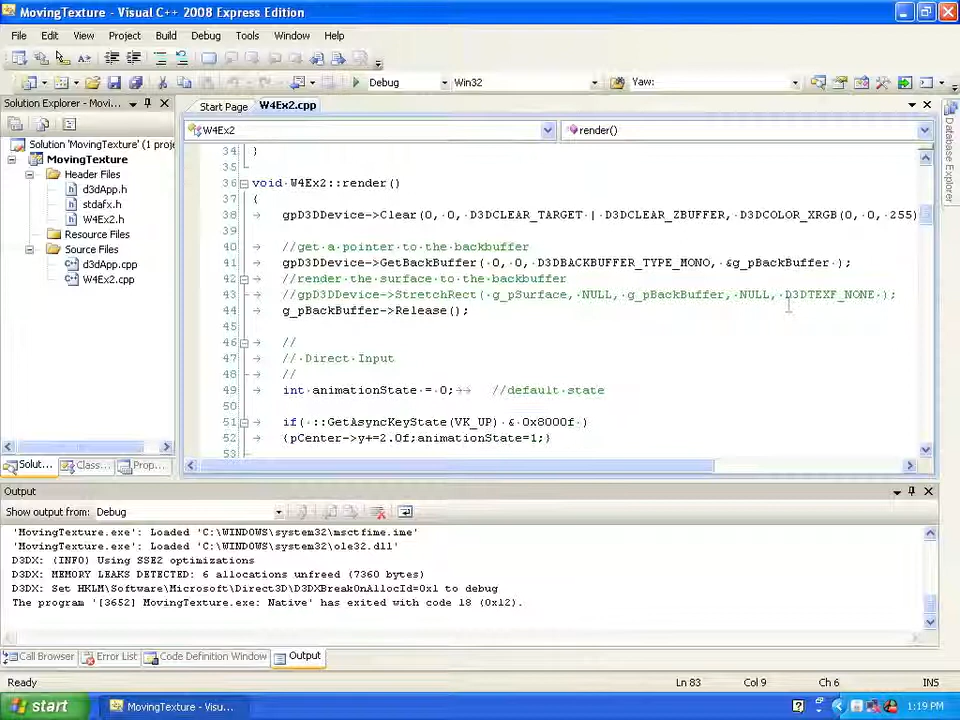 MovingTexture - Visual C++ 2008 Express Edition
File Edit View Project Build Debug Tools Window Help
Debug Win32 Yaw:
Solution Explorer - Movi...
Start Page W4Ex2.cpp
W4Ex2 render()
Solution 'MovingTexture' (1 proje
MovingTexture
Header Files
d3dApp.h
stdafx.h
W4Ex2.h
Resource Files
Source Files
d3dApp.cpp
W4Ex2.cpp
Solut... Class... Prop...
34 }
35
36 void W4Ex2::render()
37 {
38 gpD3DDevice->Clear(0, 0, D3DCLEAR_TARGET | D3DCLEAR_ZBUFFER, D3DCOLOR_XRGB(0, 0, 255)
39
40 //get a pointer to the backbuffer
41 gpD3DDevice->GetBackBuffer( 0, 0, D3DBACKBUFFER_TYPE_MONO, &g_pBackBuffer );
42 //render the surface to the backbuffer
43 //gpD3DDevice->StretchRect( g_pSurface, NULL, g_pBackBuffer, NULL, D3DTEXF_NONE );
44 g_pBackBuffer->Release();
45
46 //
47 // Direct Input
48 //
49 int animationState = 0; //default state
50
51 if( ::GetAsyncKeyState(VK_UP) & 0x8000f )
52 {pCenter->y+=2.0f;animationState=1;}
53
Database Explorer
Output
Show output from: Debug
'MovingTexture.exe': Loaded 'C:\WINDOWS\system32\msctfime.ime'
'MovingTexture.exe': Loaded 'C:\WINDOWS\system32\ole32.dll'
D3DX: (INFO) Using SSE2 optimizations
D3DX: MEMORY LEAKS DETECTED: 6 allocations unfreed (7360 bytes)
D3DX: Set HKLM\Software\Microsoft\Direct3D\D3DXBreakOnAllocId=0x1 to debug
The program '[3652] MovingTexture.exe: Native' has exited with code 18 (0x12).
Call Browser Error List Code Definition Window Output
Ready Ln 83 Col 9 Ch 6 INS
start MovingTexture - Visu... 1:19 PM